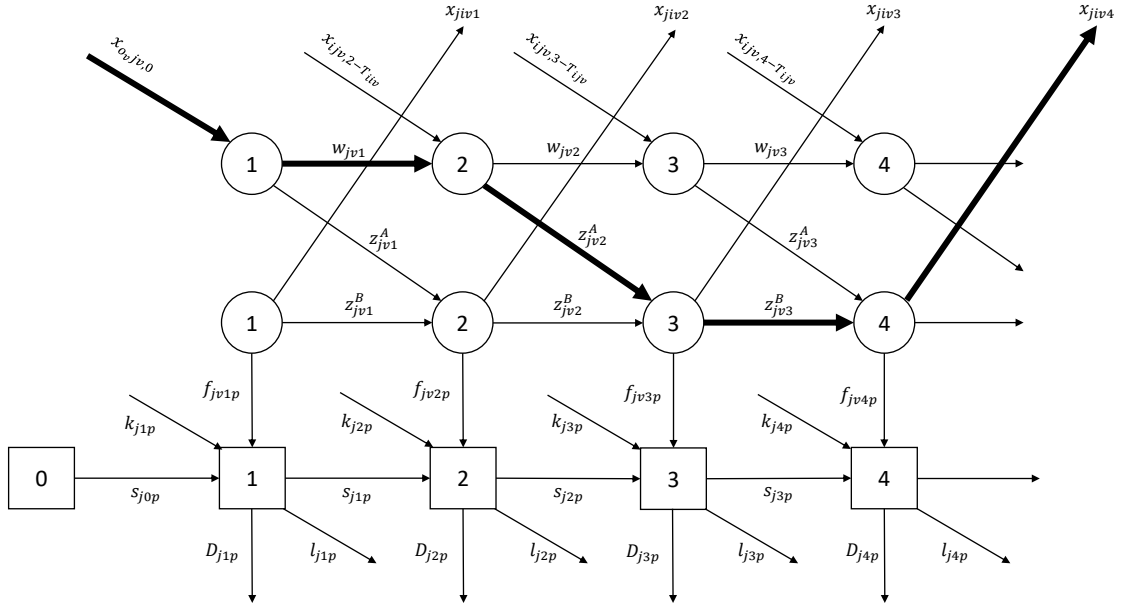 x_{jiv1} x_{jiv2} x_{jiv3} x_{jiv4}
x_{0_vjv,0} x_{ijv,2-T_{iiv}} x_{ijv,3-T_{ijv}} x_{ijv,4-T_{ijv}}
w_{jv1} w_{jv2} w_{jv3}
1 2 3 4
z^A_{jv1} z^A_{jv2} z^A_{jv3}
z^B_{jv1} z^B_{jv2} z^B_{jv3}
1 2 3 4
f_{jv1p} f_{jv2p} f_{jv3p} f_{jv4p}
k_{j1p} k_{j2p} k_{j3p} k_{j4p}
0 1 2 3 4
s_{j0p} s_{j1p} s_{j2p} s_{j3p}
D_{j1p} l_{j1p} D_{j2p} l_{j2p} D_{j3p} l_{j3p} D_{j4p} l_{j4p}